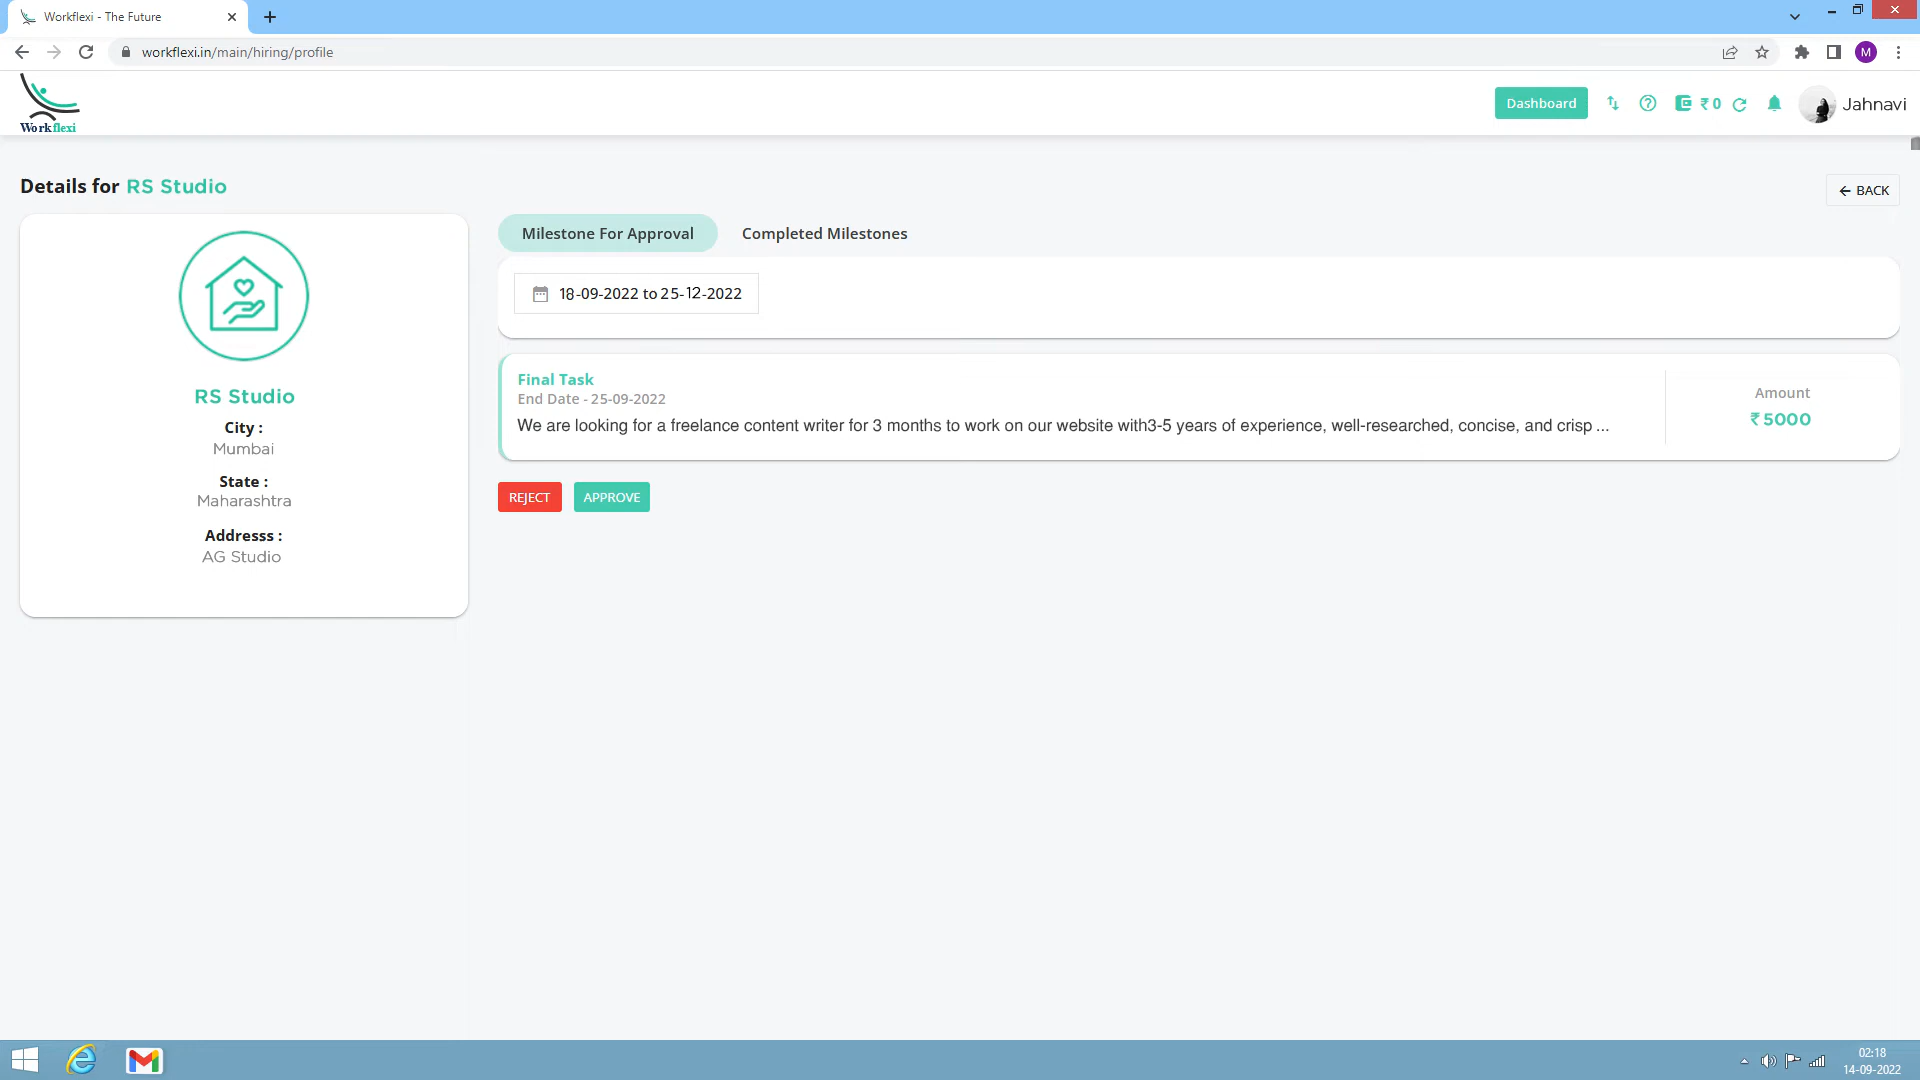 Workflexi - The Future
workflexi.in/main/hiring/profile
M
Workflexi
Dashboard
₹ 0
Jahnavi
Details for RS Studio
BACK
RS Studio
City :
Mumbai
State :
Maharashtra
Addresss :
AG Studio
Milestone For Approval
Completed Milestones
18-09-2022 to 25-12-2022
Final Task
End Date - 25-09-2022
We are looking for a freelance content writer for 3 months to work on our website with3-5 years of experience, well-researched, concise, and crisp ...
Amount
₹ 5000
REJECT
APPROVE
02:18
14-09-2022